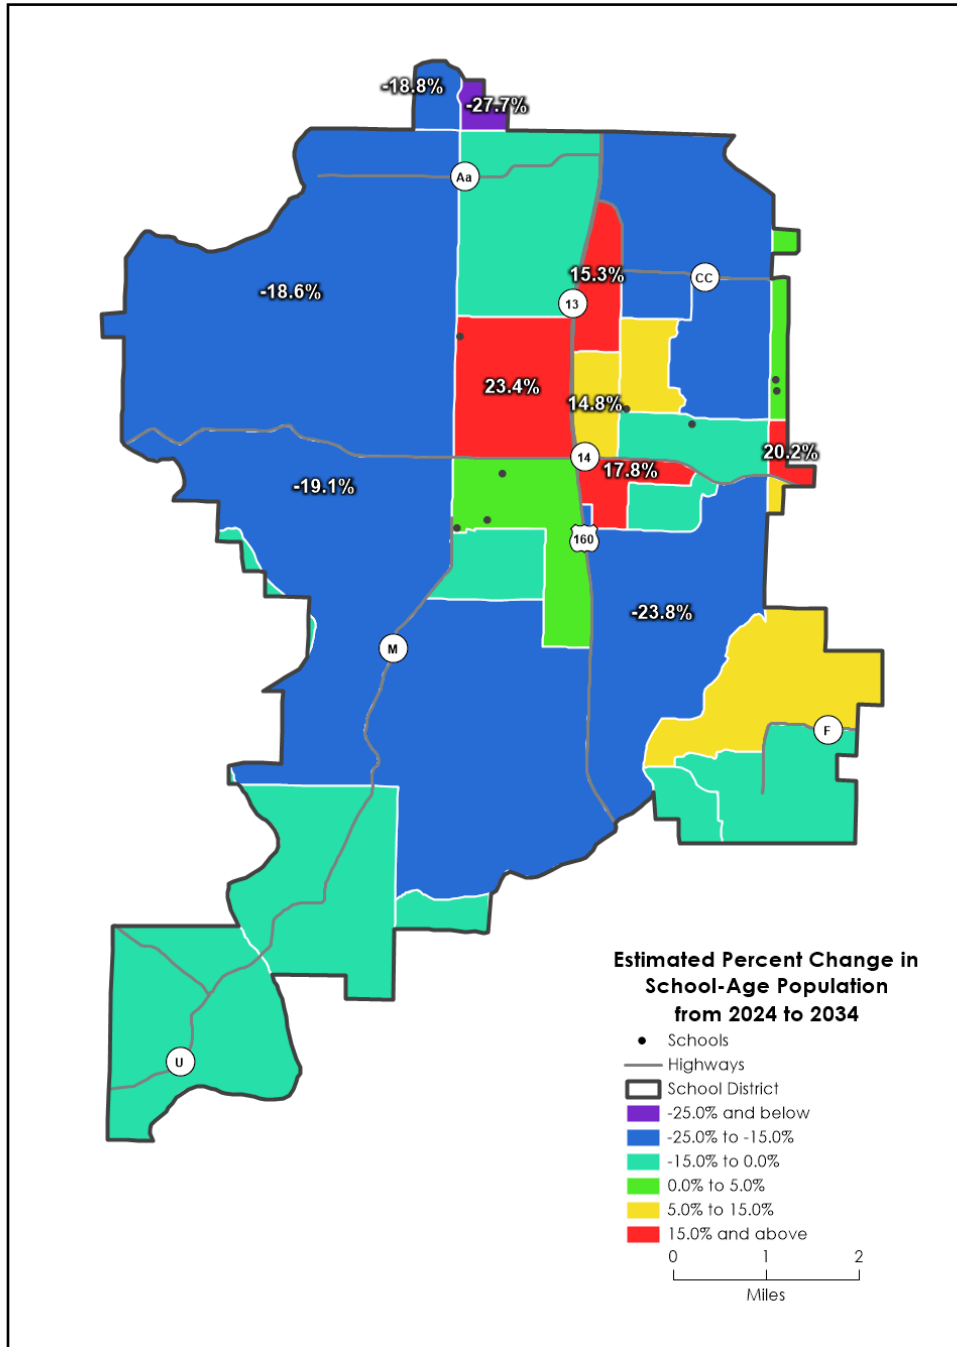 -18.8%
-27.7%
Aa
15.3%
CC
-18.6%
13
23.4%
14.8%
20.2%
14
17.8%
-19.1%
160
-23.8%
M
F
U
Estimated Percent Change in
School-Age Population
from 2024 to 2034
Schools
Highways
School District
-25.0% and below
-25.0% to -15.0%
-15.0% to 0.0%
0.0% to 5.0%
5.0% to 15.0%
15.0% and above
0 1 2
Miles